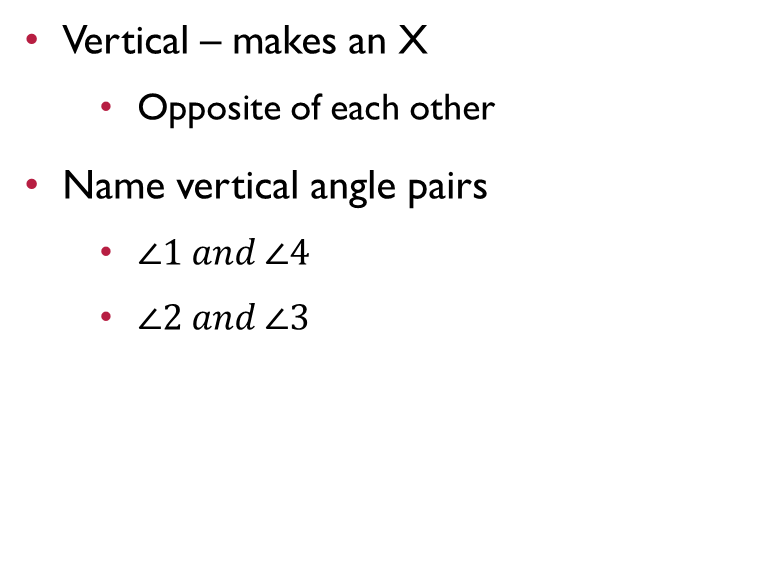 • Vertical – makes an X
• Opposite of each other
• Name vertical angle pairs
• ∠1 and ∠4
• ∠2 and ∠3